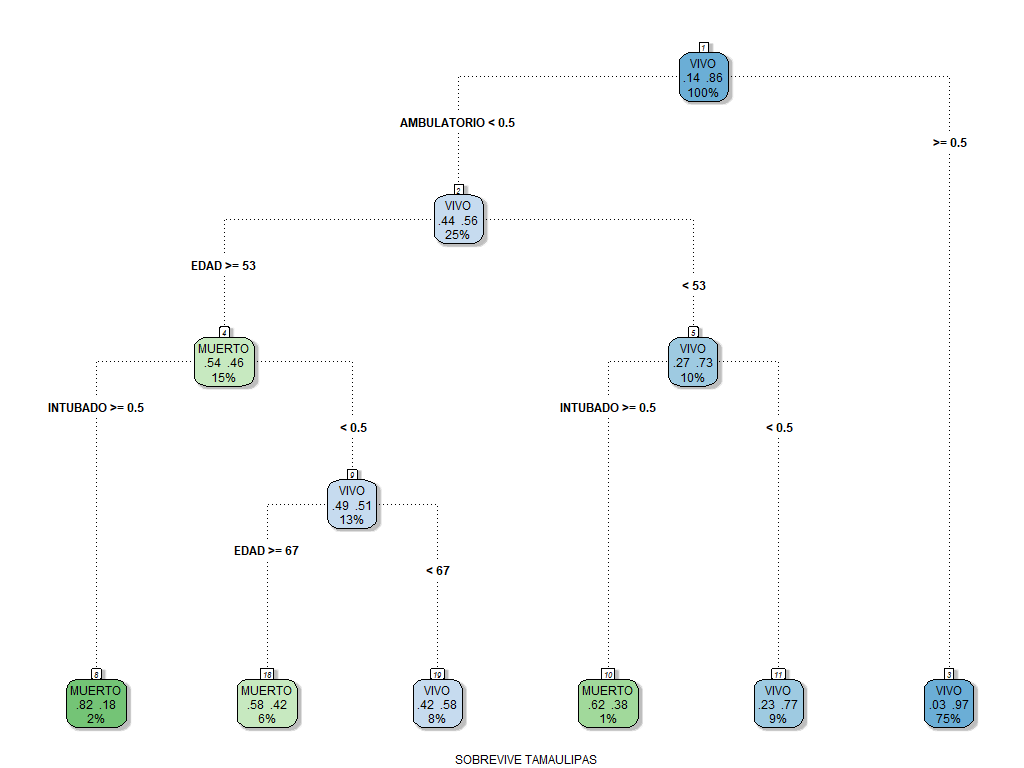 1
VIVO
.14 .86
100%
AMBULATORIO < 0.5
>= 0.5
2
VIVO
.44 .56
25%
EDAD >= 53
< 53
4
MUERTO
.54 .46
15%
5
VIVO
.27 .73
10%
INTUBADO >= 0.5
< 0.5
INTUBADO >= 0.5
< 0.5
9
VIVO
.49 .51
13%
EDAD >= 67
< 67
8
MUERTO
.82 .18
2%
18
MUERTO
.58 .42
6%
19
VIVO
.42 .58
8%
10
MUERTO
.62 .38
1%
11
VIVO
.23 .77
9%
3
VIVO
.03 .97
75%
SOBREVIVE TAMAULIPAS